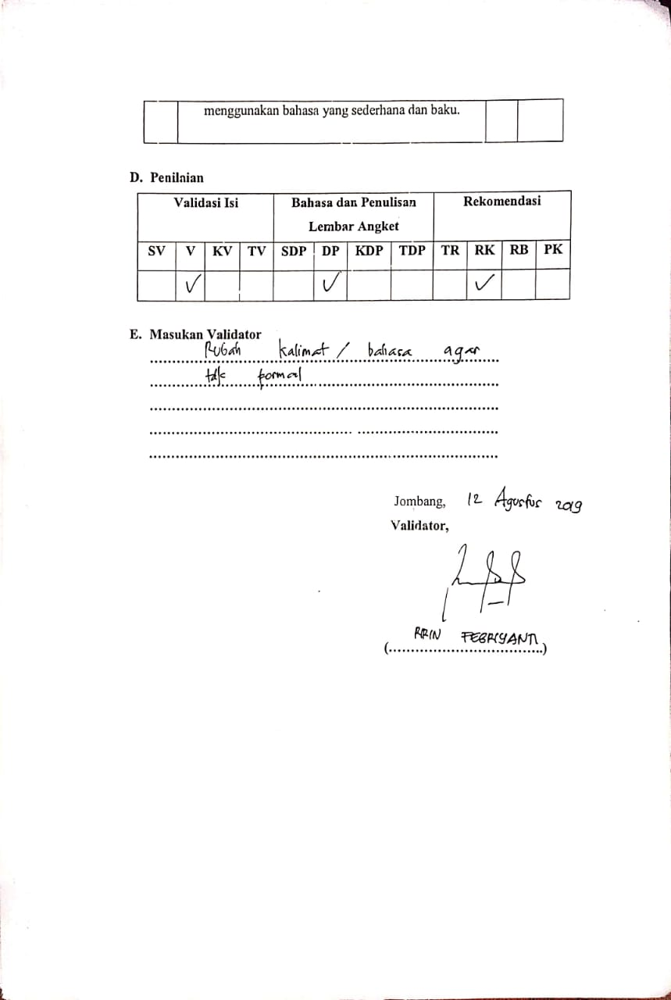 menggunakan bahasa yang sederhana dan baku.
D. Penilaian
Validasi Isi Bahasa dan Penulisan Lembar Angket Rekomendasi
SV V KV TV SDP DP KDP TDP TR RK RB PK
✓ ✓ ✓
E. Masukan Validator
Rubah kalimat / bahasa agar
tdk formal
Jombang, 12 Agustus 2019
Validator,
RIRIN FEBRIYANTI